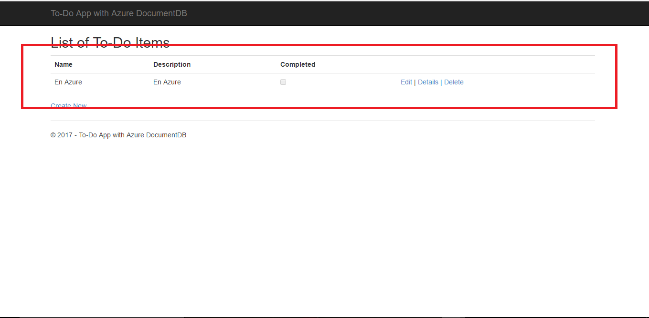 To-Do App with Azure DocumentDB
List of To-Do Items
Name Description Completed
En Azure En Azure Edit | Details | Delete
Create New
© 2017 - To-Do App with Azure DocumentDB